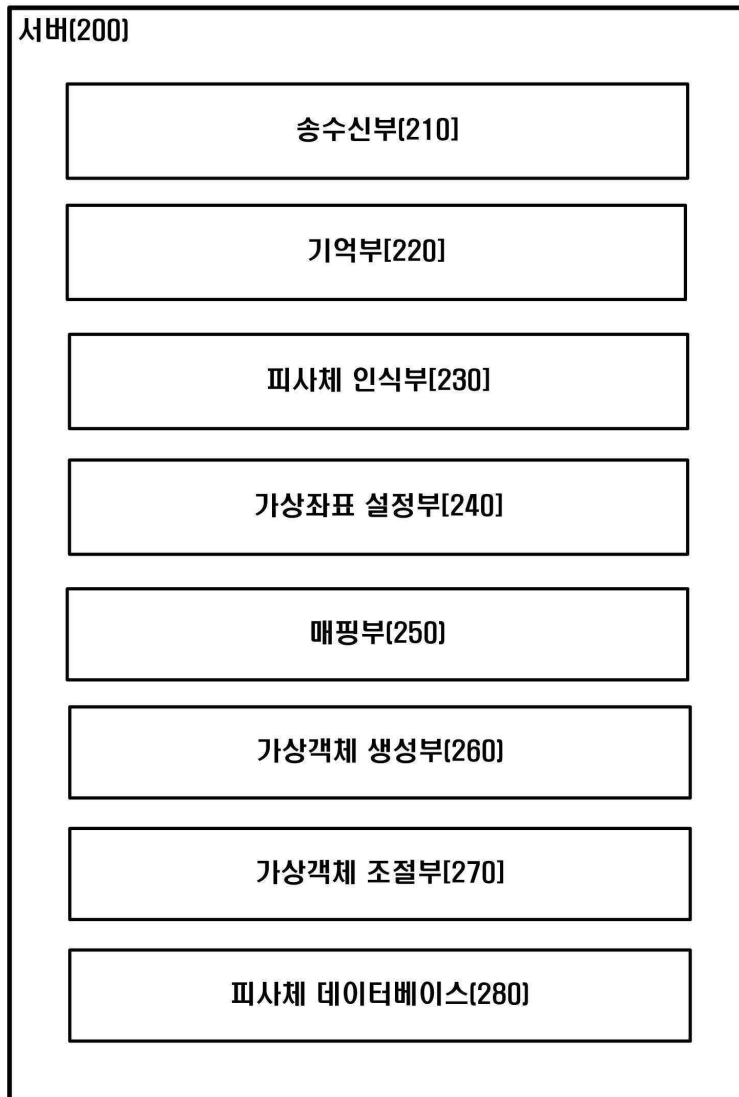 서버(200)
송수신부(210)
기억부(220)
피사체 인식부(230)
가상좌표 설정부(240)
매핑부(250)
가상객체 생성부(260)
가상객체 조절부(270)
피사체 데이터베이스(280)